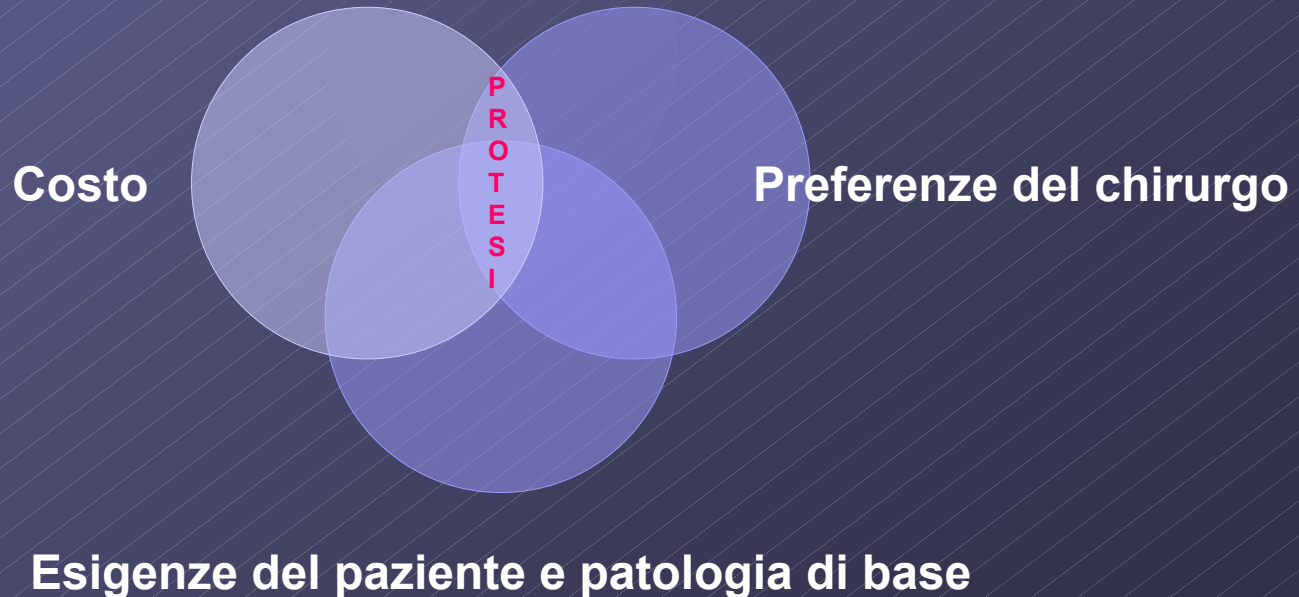 P
R
O
T
E
S
I
Costo
Preferenze del chirurgo
Esigenze del paziente e patologia di base